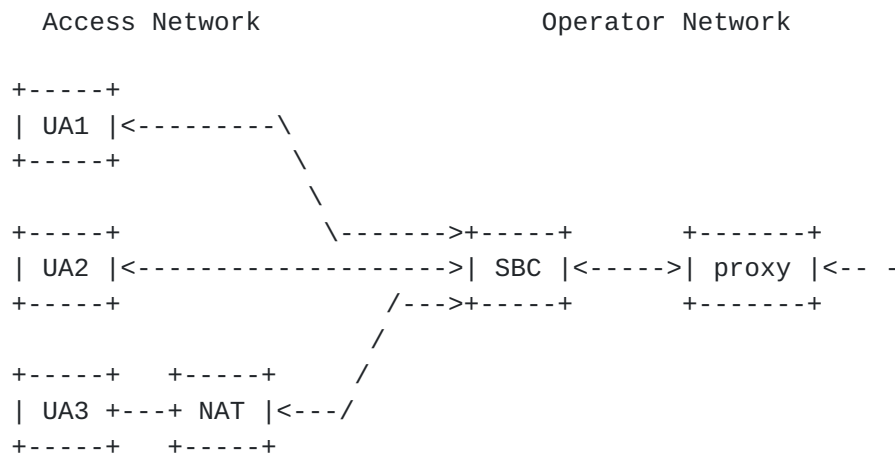 Access Network                  Operator Network

+-----+
| UA1 |<---------\
+-----+           \
                   \
+-----+             \------->+-----+       +-------+
| UA2 |<-------------------->| SBC |<----->| proxy |<-- -
+-----+                 /--->+-----+       +-------+
                       /
+-----+   +-----+     /
| UA3 +---+ NAT |<---/
+-----+   +-----+